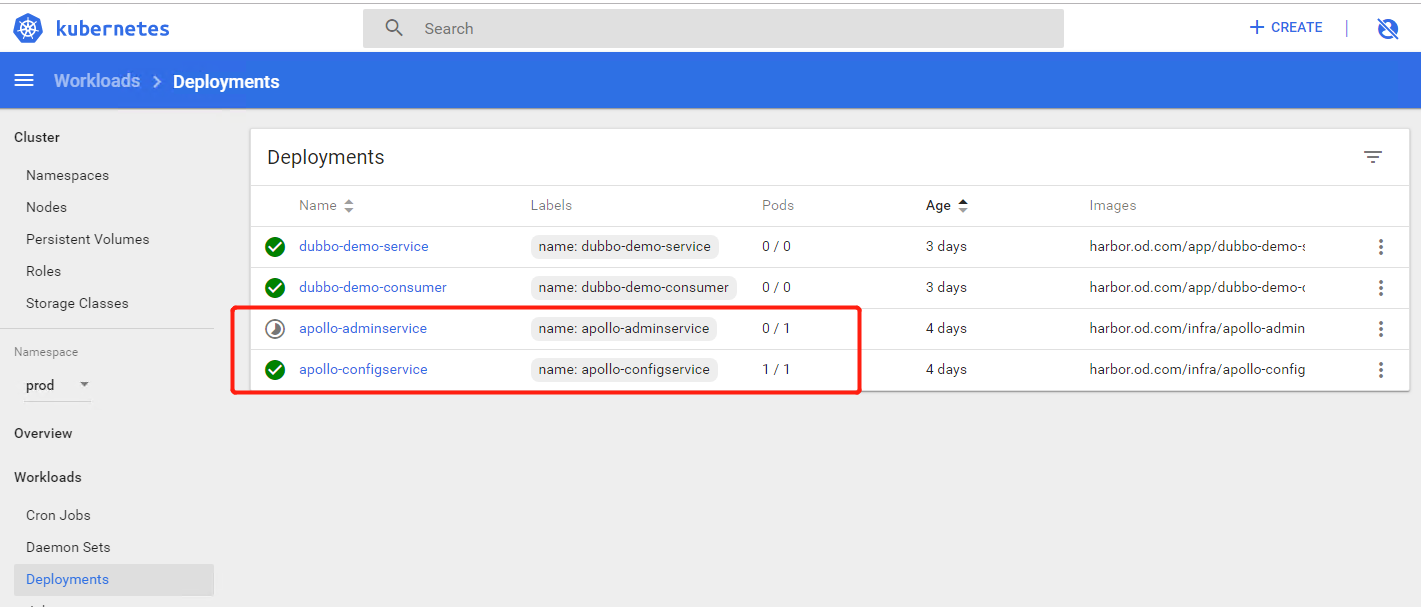 kubernetes
Search
CREATE
Workloads > Deployments
Cluster
Namespaces
Nodes
Persistent Volumes
Roles
Storage Classes
Namespace
prod
Overview
Workloads
Cron Jobs
Daemon Sets
Deployments
Deployments
Name Labels Pods Age Images
dubbo-demo-service name: dubbo-demo-service 0 / 0 3 days harbor.od.com/app/dubbo-demo-s
dubbo-demo-consumer name: dubbo-demo-consumer 0 / 0 3 days harbor.od.com/app/dubbo-demo-c
apollo-adminservice name: apollo-adminservice 0 / 1 4 days harbor.od.com/infra/apollo-admin
apollo-configservice name: apollo-configservice 1 / 1 4 days harbor.od.com/infra/apollo-config